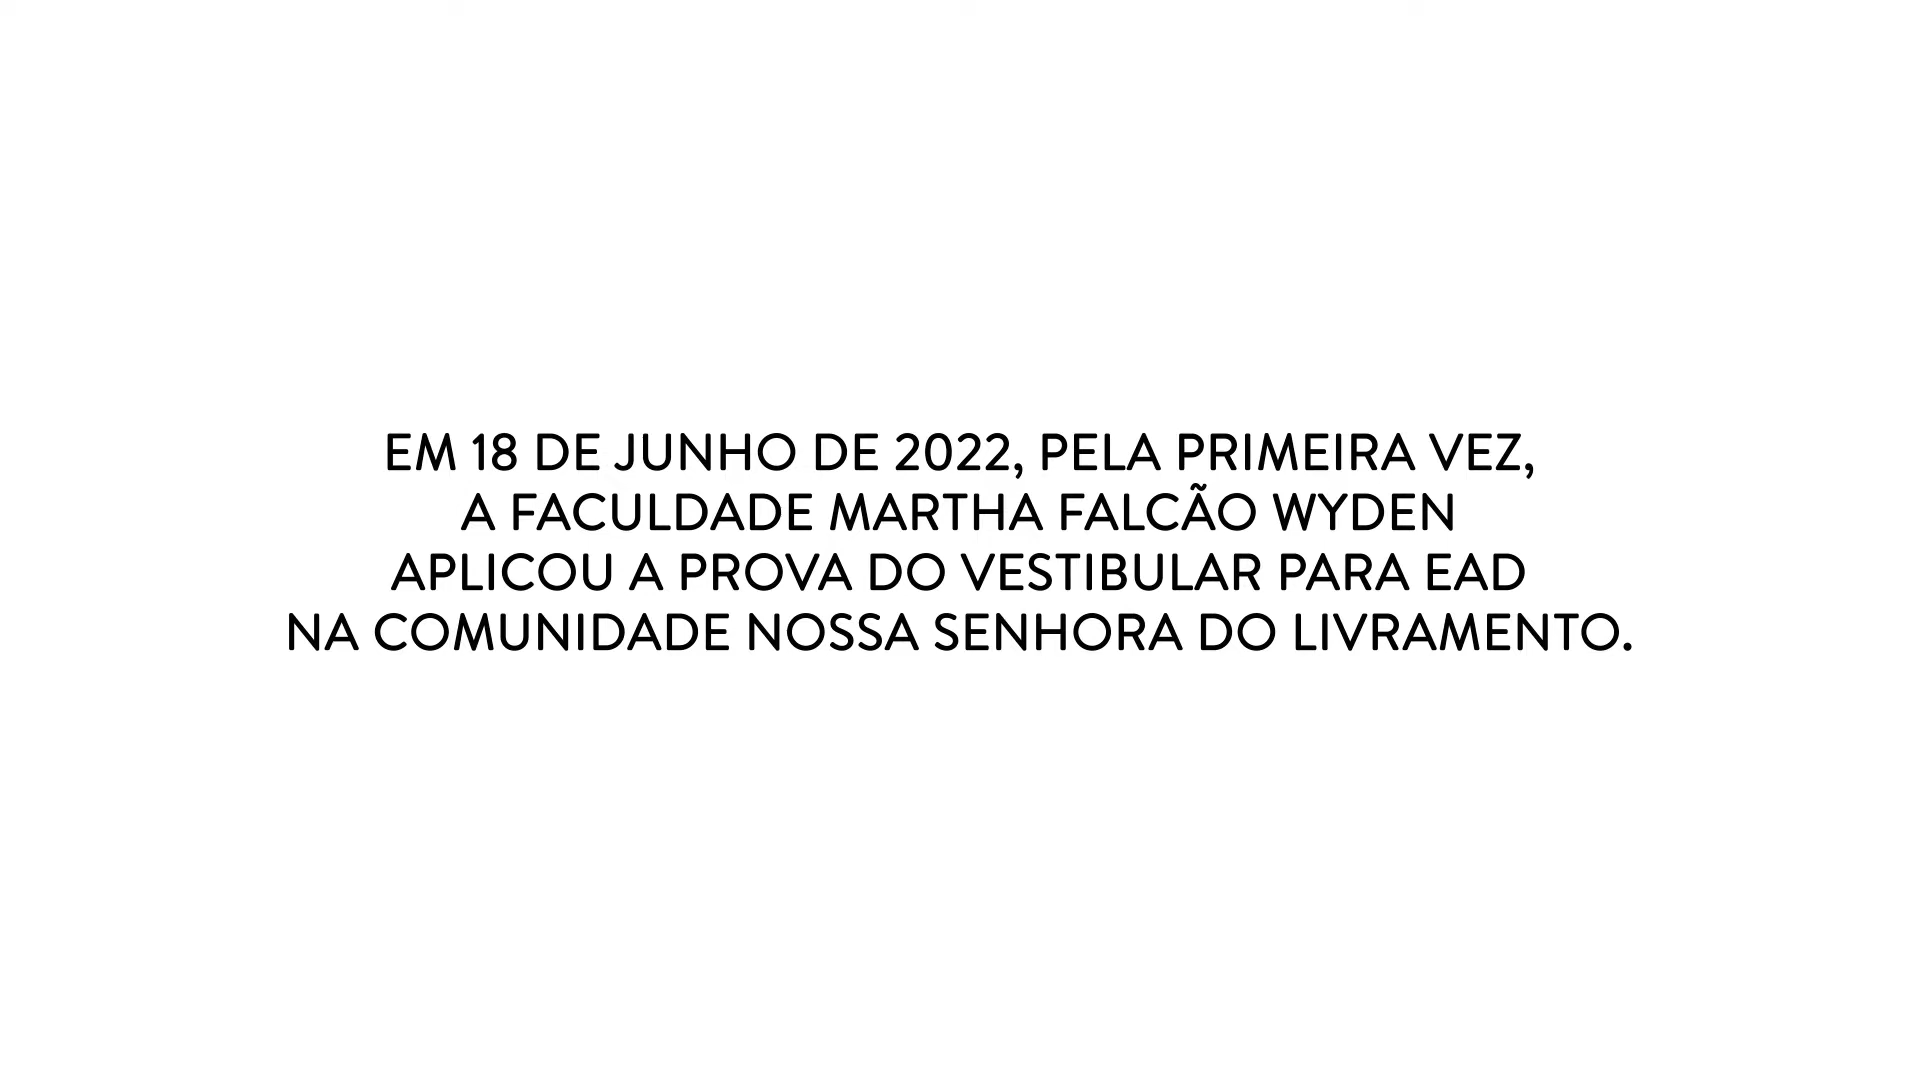 EM 18 DE JUNHO DE 2022, PELA PRIMEIRA VEZ,
A FACULDADE MARTHA FALCÃO WYDEN
APLICOU A PROVA DO VESTIBULAR PARA EAD
NA COMUNIDADE NOSSA SENHORA DO LIVRAMENTO.